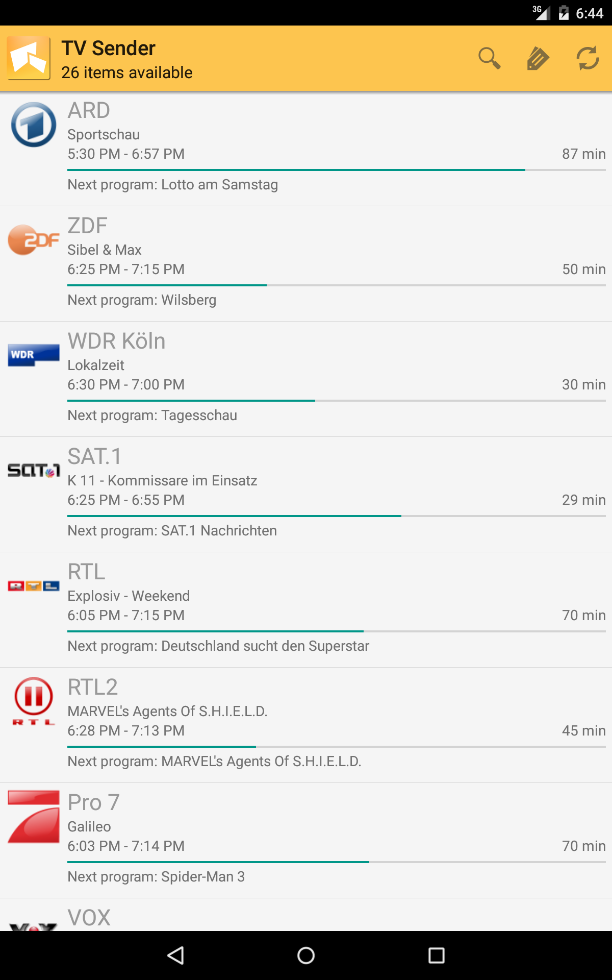 3G 6:44
TV Sender
26 items available
ARD
Sportschau
5:30 PM - 6:57 PM 87 min
Next program: Lotto am Samstag
ZDF
ZDF
Sibel & Max
6:25 PM - 7:15 PM 50 min
Next program: Wilsberg
WDR
WDR Köln
Lokalzeit
6:30 PM - 7:00 PM 30 min
Next program: Tagesschau
SAT.1
SAT.1
K 11 - Kommissare im Einsatz
6:25 PM - 6:55 PM 29 min
Next program: SAT.1 Nachrichten
RTL
Explosiv - Weekend
6:05 PM - 7:15 PM 70 min
Next program: Deutschland sucht den Superstar
RTL
RTL2
MARVEL's Agents Of S.H.I.E.L.D.
6:28 PM - 7:13 PM 45 min
Next program: MARVEL's Agents Of S.H.I.E.L.D.
Pro 7
Galileo
6:03 PM - 7:14 PM 70 min
Next program: Spider-Man 3
VOX
VOX